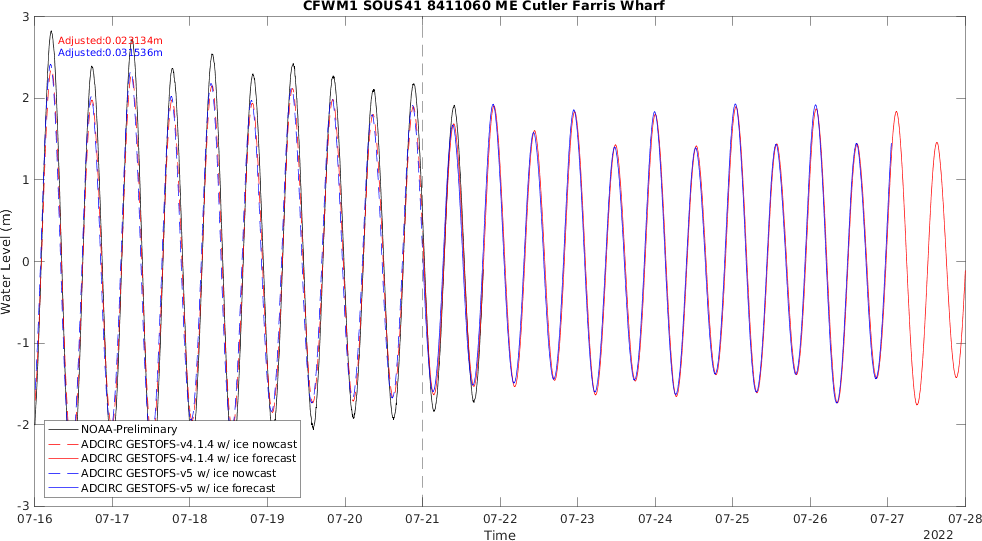 CFWM1 SOUS41 8411060 ME Cutler Farris Wharf
Adjusted:0.023134m
Adjusted:0.031536m
3
2
1
0
-1
-2
-3
Water Level (m)
NOAA-Preliminary
ADCIRC GESTOFS-v4.1.4 w/ ice nowcast
ADCIRC GESTOFS-v4.1.4 w/ ice forecast
ADCIRC GESTOFS-v5 w/ ice nowcast
ADCIRC GESTOFS-v5 w/ ice forecast
07-16 07-17 07-18 07-19 07-20 07-21 07-22 07-23 07-24 07-25 07-26 07-27 07-28
Time
2022